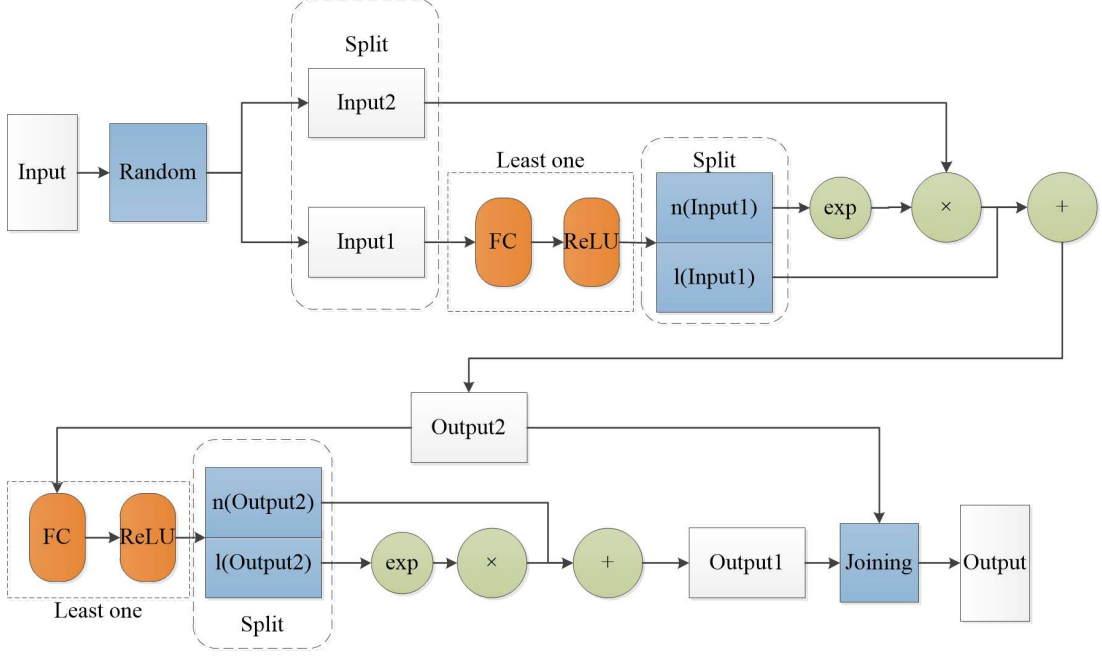 Split
Input2
Input
Random
Least one
Split
Input1
FC
ReLU
n(Input1)
l(Input1)
exp
×
+
Output2
FC
ReLU
Least one
n(Output2)
l(Output2)
Split
exp
×
+
Output1
Joining
Output